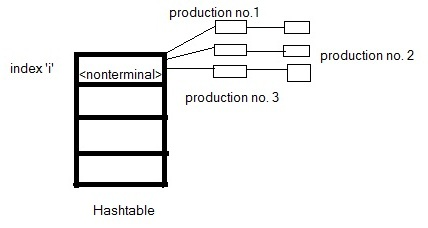 production no.1
production no. 2
index 'i'
<nonterminal>
production no. 3
Hashtable